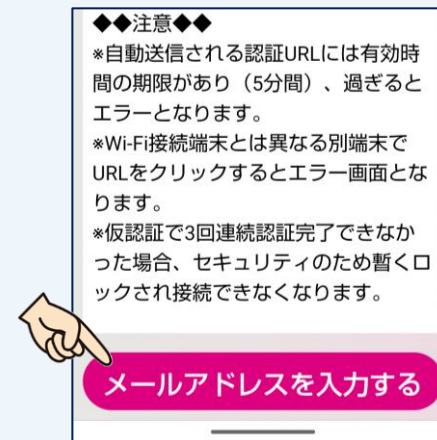 ◆◆注意◆◆
*自動送信される認証URLには有効時
間の期限があり（5分間）、過ぎると
エラーとなります。
*Wi-Fi接続端末とは異なる別端末で
URLをクリックするとエラー画面とな
ります。
*仮認証で3回連続認証完了できなか
った場合、セキュリティのため暫くロ
ックされ接続できなくなります。
メールアドレスを入力する